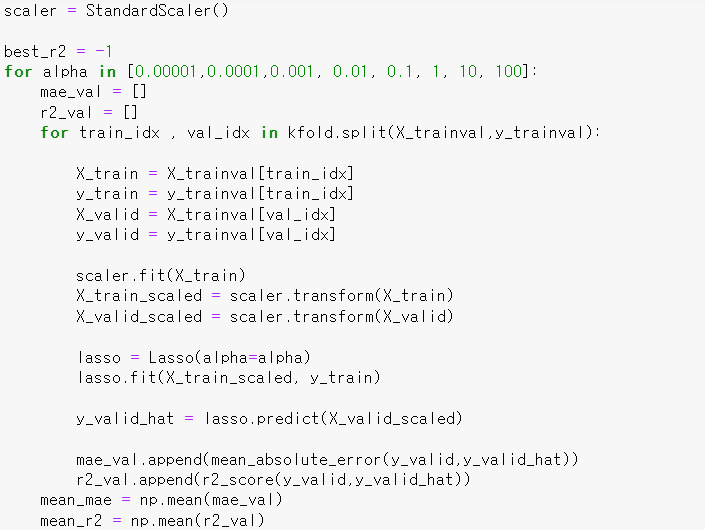 scaler = StandardScaler()
best_r2 = -1
for alpha in [0.00001,0.0001,0.001, 0.01, 0.1, 1, 10, 100]:
    mae_val = []
    r2_val = []
    for train_idx , val_idx in kfold.split(X_trainval,y_trainval):
        X_train = X_trainval[train_idx]
        y_train = y_trainval[train_idx]
        X_valid = X_trainval[val_idx]
        y_valid = y_trainval[val_idx]
        scaler.fit(X_train)
        X_train_scaled = scaler.transform(X_train)
        X_valid_scaled = scaler.transform(X_valid)
        lasso = Lasso(alpha=alpha)
        lasso.fit(X_train_scaled, y_train)
        y_valid_hat = lasso.predict(X_valid_scaled)
        mae_val.append(mean_absolute_error(y_valid,y_valid_hat))
        r2_val.append(r2_score(y_valid,y_valid_hat))
    mean_mae = np.mean(mae_val)
    mean_r2 = np.mean(r2_val)